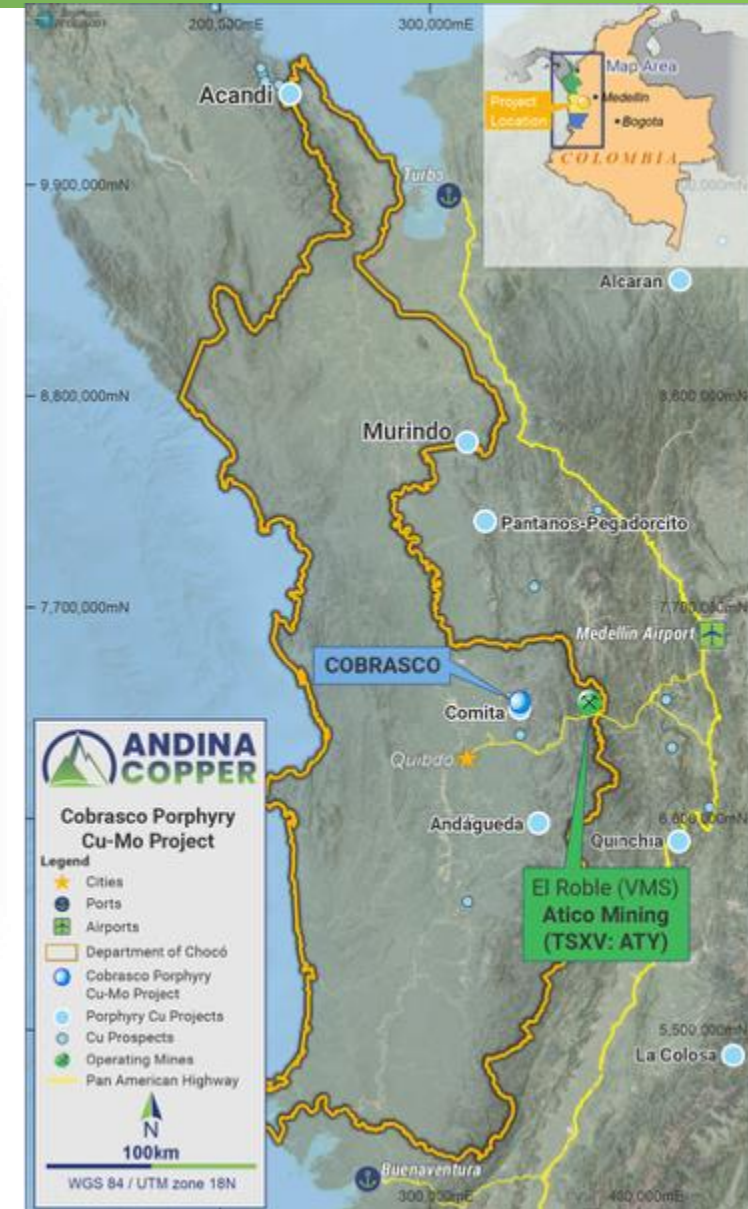 200,000mE
300,000mE
Map Area
Project
Location
Medellin
Bogota
COLOMBIA
Acandi
9,900,000mN
Turbo
Alcaran
8,800,000mN
8,800,000mN
Murindo
Pantanos-Pegadorcito
7,700,000mN
7,700,000mN
Medellin Airport
COBRASCO
Comita
Quibdo
Andágueda
6,600,000mN
Quinchia
El Roble (VMS)
Atico Mining
(TSXV: ATY)
5,500,000mN
La Colosa
Buenaventura
300,000mE
400,000mE
ANDINA
COPPER
Cobrasco Porphyry
Cu-Mo Project
Legend
Cities
Ports
Airports
Department of Chocó
Cobrasco Porphyry
Cu-Mo Project
Porphyry Cu Projects
Cu Prospects
Operating Mines
Pan American Highway
N
100km
WGS 84 / UTM zone 18N